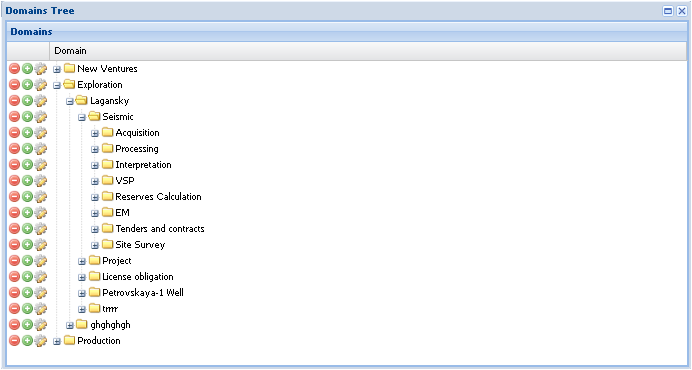 Domains Tree
Domains
Domain
New Ventures
Exploration
Lagansky
Seismic
Acquisition
Processing
Interpretation
VSP
Reserves Calculation
EM
Tenders and contracts
Site Survey
Project
License obligation
Petrovskaya-1 Well
trrrr
ghghghgh
Production